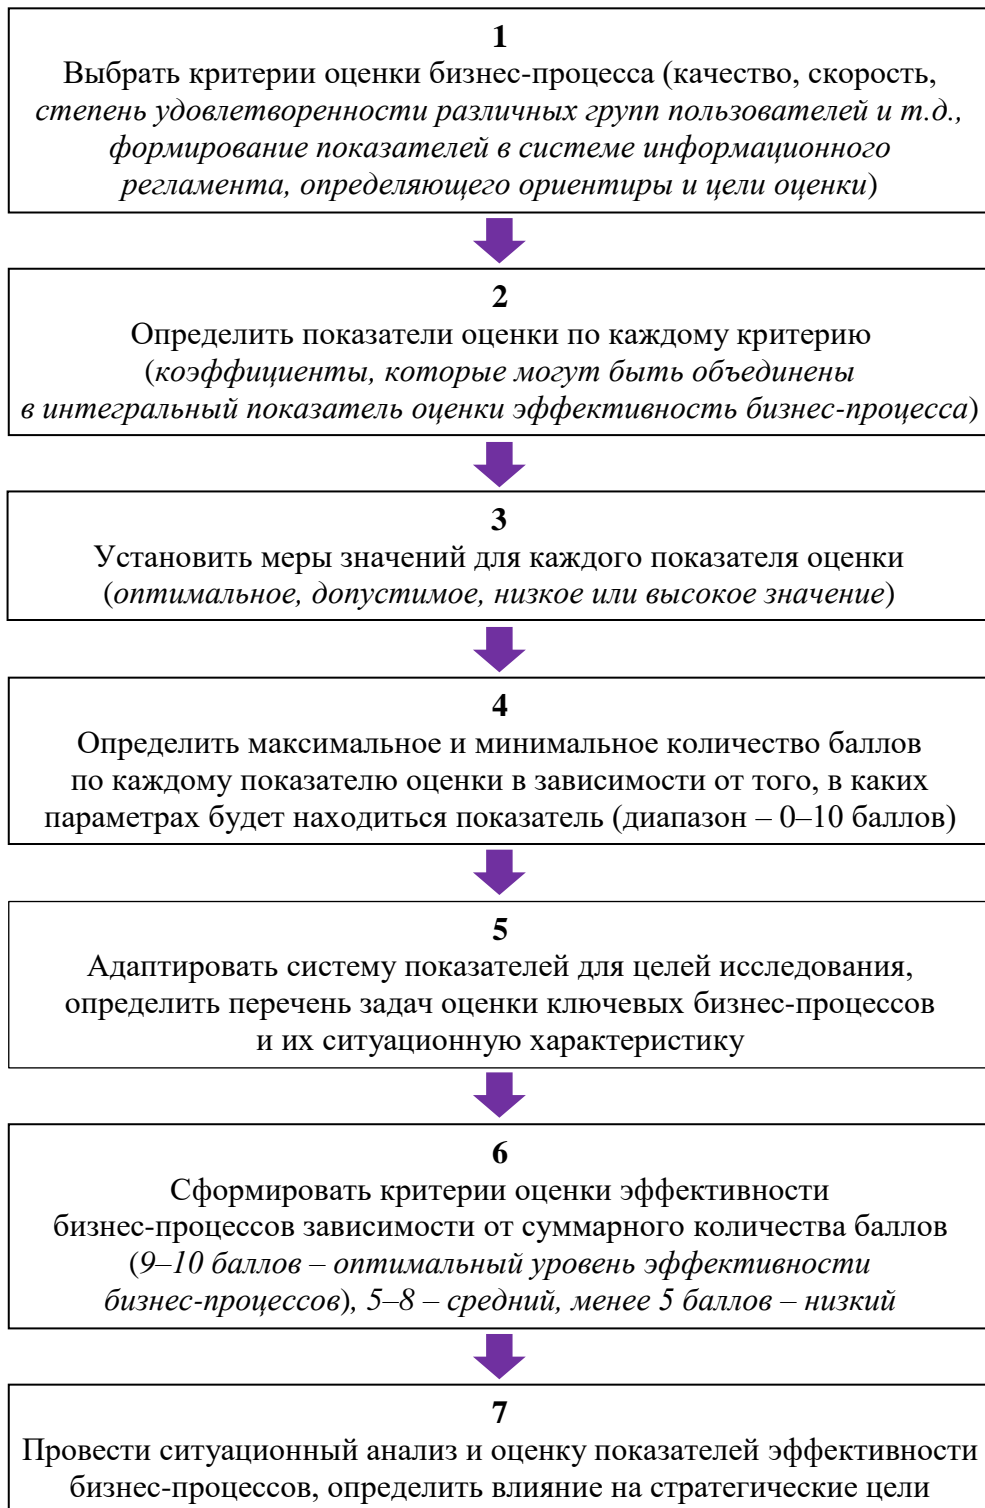 1
Выбрать критерии оценки бизнес-процесса (качество, скорость,
степень удовлетворенности различных групп пользователей и т.д.,
формирование показателей в системе информационного
регламента, определяющего ориентиры и цели оценки)
2
Определить показатели оценки по каждому критерию
(коэффициенты, которые могут быть объединены
в интегральный показатель оценки эффективность бизнес-процесса)
3
Установить меры значений для каждого показателя оценки
(оптимальное, допустимое, низкое или высокое значение)
4
Определить максимальное и минимальное количество баллов
по каждому показателю оценки в зависимости от того, в каких
параметрах будет находиться показатель (диапазон – 0–10 баллов)
5
Адаптировать систему показателей для целей исследования,
определить перечень задач оценки ключевых бизнес-процессов
и их ситуационную характеристику
6
Сформировать критерии оценки эффективности
бизнес-процессов зависимости от суммарного количества баллов
(9–10 баллов – оптимальный уровень эффективности
бизнес-процессов), 5–8 – средний, менее 5 баллов – низкий
7
Провести ситуационный анализ и оценку показателей эффективности
бизнес-процессов, определить влияние на стратегические цели